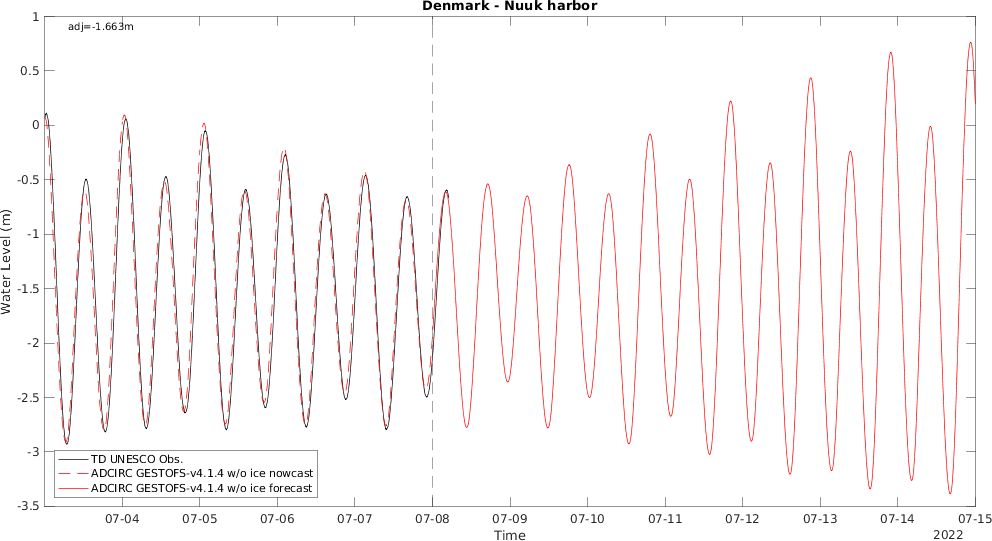 Denmark - Nuuk harbor
adj=-1.663m
1
0.5
0
-0.5
-1
-1.5
-2
-2.5
-3
-3.5
Water Level (m)
TD UNESCO Obs.
ADCIRC GESTOFS-v4.1.4 w/o ice nowcast
ADCIRC GESTOFS-v4.1.4 w/o ice forecast
07-04 07-05 07-06 07-07 07-08 07-09 07-10 07-11 07-12 07-13 07-14 07-15
Time
2022